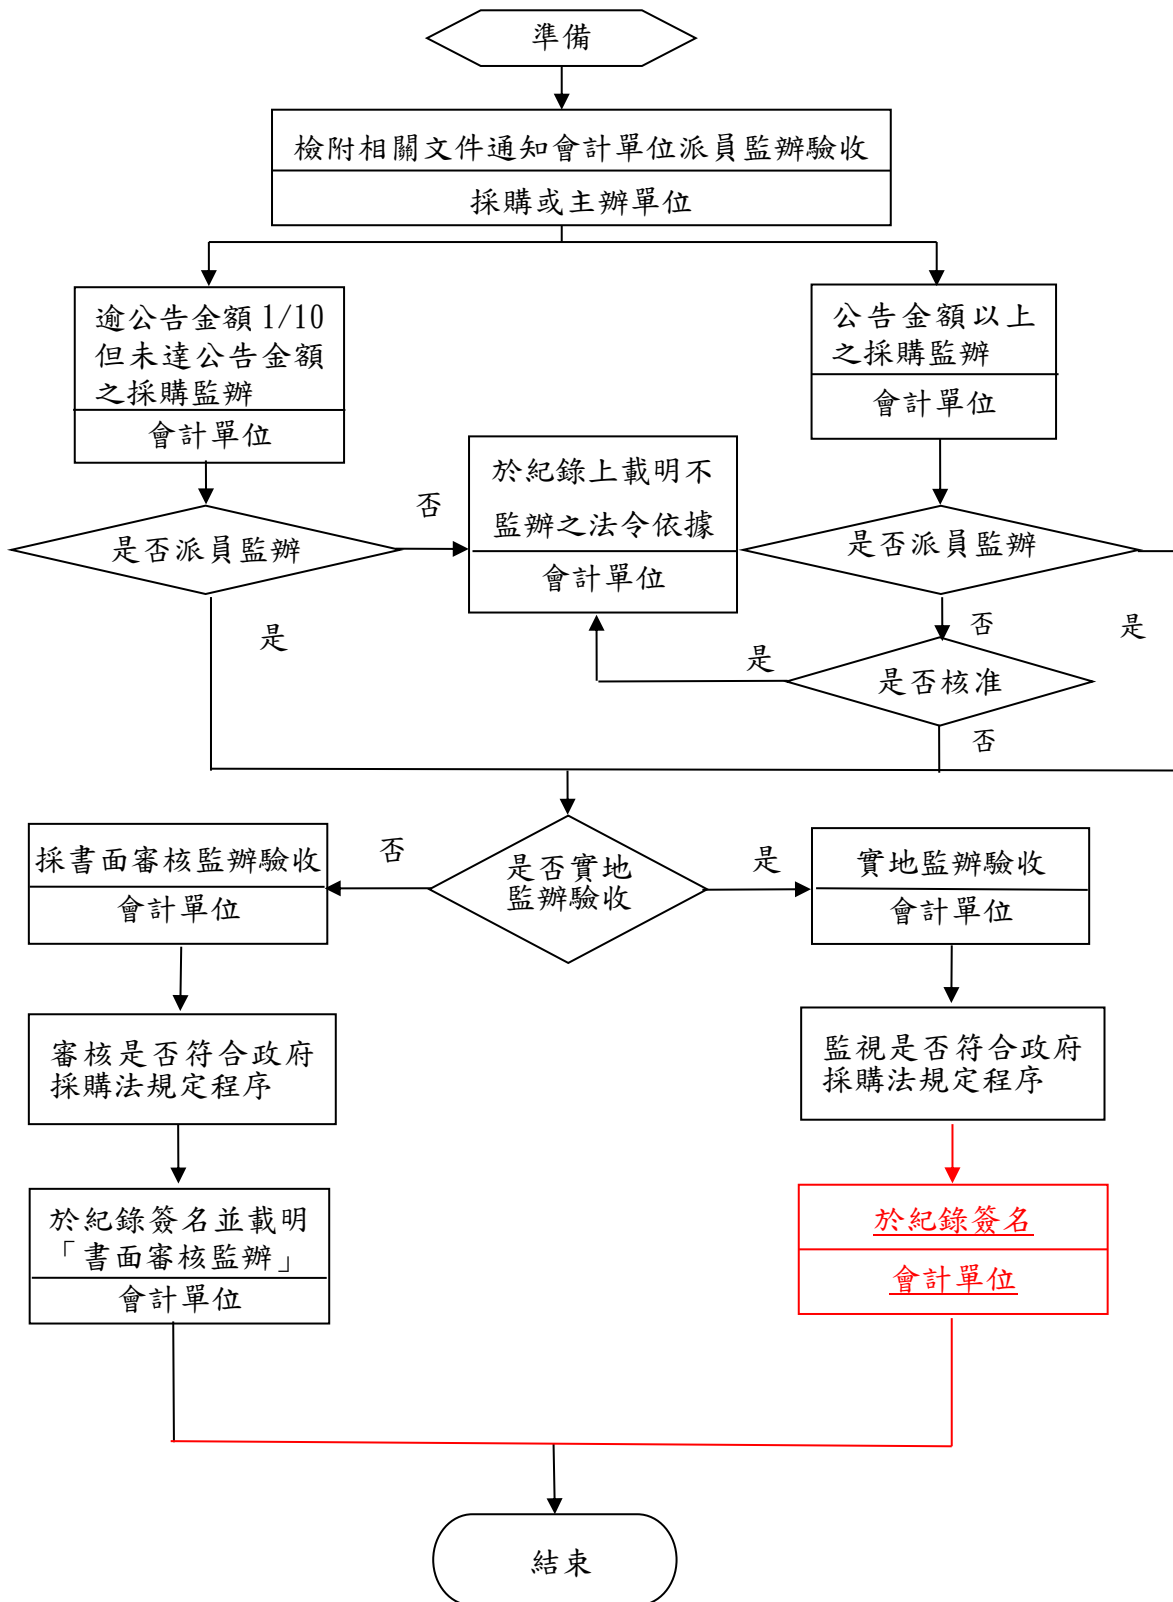 準備
檢附相關文件通知會計單位派員監辦驗收
採購或主辦單位
逾公告金額 1/10
但未達公告金額
之採購監辦
會計單位
公告金額以上
之採購監辦
會計單位
於紀錄上載明不
監辦之法令依據
會計單位
否
是否派員監辦
是否派員監辦
是
否
是
是
是否核准
否
採書面審核監辦驗收
會計單位
否
是否實地
監辦驗收
是
實地監辦驗收
會計單位
審核是否符合政府
採購法規定程序
監視是否符合政府
採購法規定程序
於紀錄簽名並載明
「書面審核監辦」
會計單位
於紀錄簽名
會計單位
結束